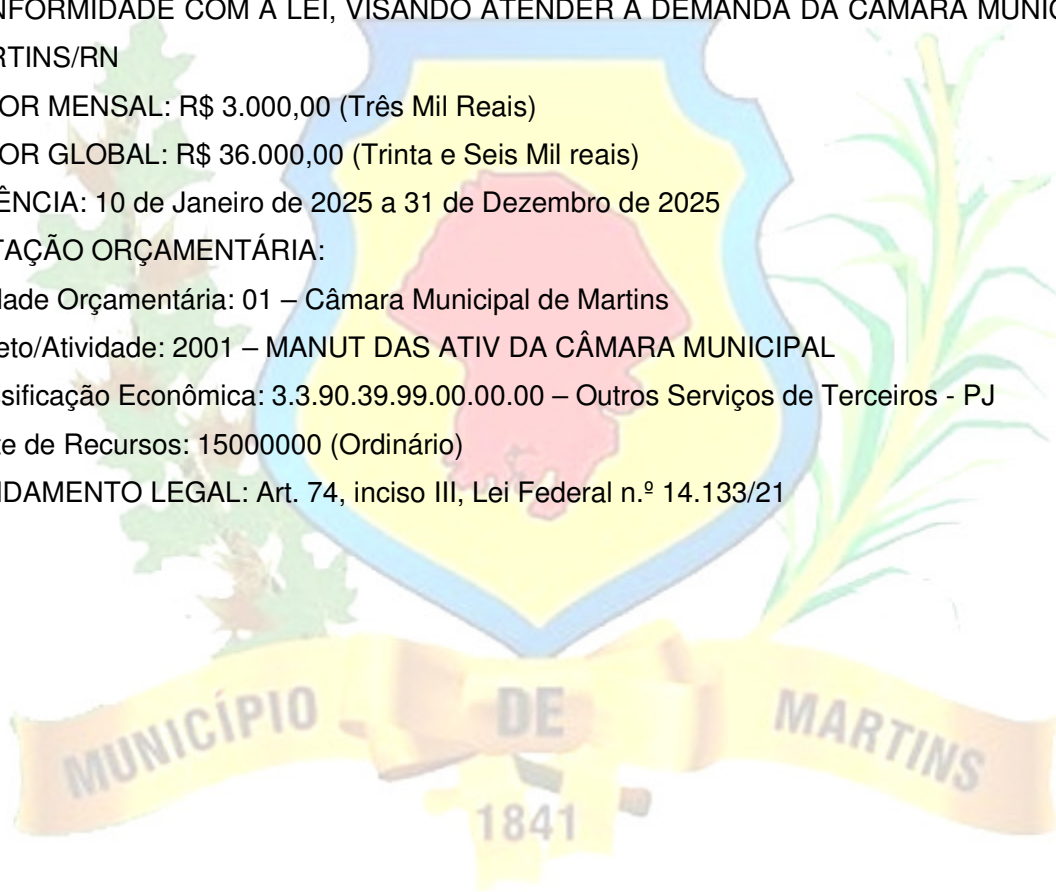 NFORMIDADE COM A LEI, VISANDO ATENDER A DEMANDA DA CÂMARA MUNIC
RTINS/RN
OR MENSAL: R$ 3.000,00 (Três Mil Reais)
OR GLOBAL: R$ 36.000,00 (Trinta e Seis Mil reais)
ÊNCIA: 10 de Janeiro de 2025 a 31 de Dezembro de 2025
TAÇÃO ORÇAMENTÁRIA:
dade Orçamentária: 01 – Câmara Municipal de Martins
eto/Atividade: 2001 – MANUT DAS ATIV DA CÂMARA MUNICIPAL
ssificação Econômica: 3.3.90.39.99.00.00.00 – Outros Serviços de Terceiros - PJ
te de Recursos: 15000000 (Ordinário)
NDAMENTO LEGAL: Art. 74, inciso III, Lei Federal n.º 14.133/21
MUNICÍPIO DE MARTINS
1841